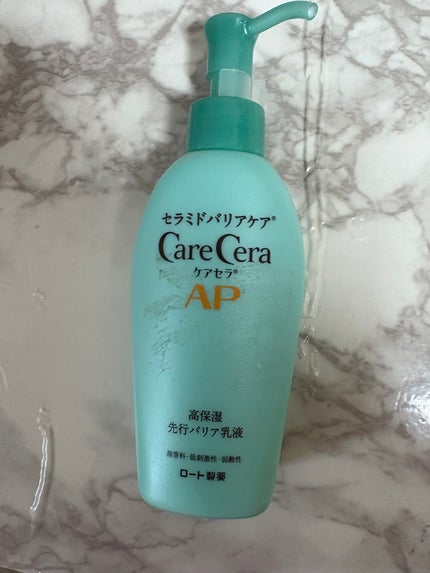 セラミドバリアケア®
CareCera
ケアセラ®
AP
高保湿
先行バリア乳液
無香料・低刺激性・弱酸性
ロート製薬